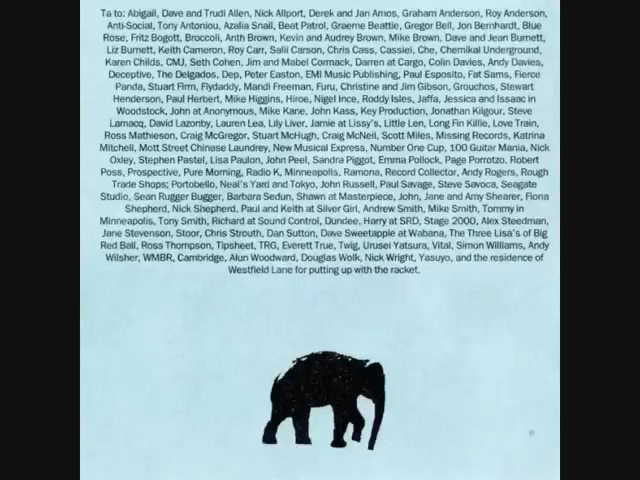 Ta to: Abigail, Dave and Trudi Allen, Nick Allport, Derek and Jan Amos, Graham Anderson, Roy Anderson,
Anti-Social, Tony Antoniou, Azalia Snail, Beat Patrol, Graeme Beattie, Gregor Bell, Jon Bernhardt, Blue
Rose, Fritz Bogott, Broccoli, Anth Brown, Kevin and Audrey Brown, Mike Brown, Dave and Jean Burnett,
Liz Burnett, Keith Cameron, Roy Carr, Salli Carson, Chris Cass, Cassiel, Che, Chemikal Underground,
Karen Childs, CMJ, Seth Cohen, Jim and Mabel Cormack, Darren at Cargo, Colin Davies, Andy Davies,
Deceptive, The Delgados, Dep, Peter Easton, EMI Music Publishing, Paul Esposito, Fat Sams, Fierce
Panda, Stuart Firm, Flydaddy, Mandi Freeman, Furu, Christine and Jim Gibson, Grouchos, Stewart
Henderson, Paul Herbert, Mike Higgins, Hiroe, Nigel Ince, Roddy Isles, Jaffa, Jessica and Issaac in
Woodstock, John at Anonymous, Mike Kane, John Kass, Key Production, Jonathan Kilgour, Steve
Lamacq, David Lazonby, Lauren Lea, Lily Liver, Jamie at Lissy's, Little Len, Long Fin Killie, Love Train,
Ross Mathieson, Craig McGregor, Stuart McHugh, Craig McNeil, Scott Miles, Missing Records, Katrina
Mitchell, Mott Street Chinese Laundrey, New Musical Express, Number One Cup, 100 Guitar Mania, Nick
Oxley, Stephen Pastel, Lisa Paulon, John Peel, Sandra Piggot, Emma Pollock, Page Porrotzo, Robert
Poss, Prospective, Pure Morning, Radio K, Minneapolis, Ramona, Record Collector, Andy Rogers, Rough
Trade Shops; Portobello, Neal's Yard and Tokyo, John Russell, Paul Savage, Steve Savoca, Seagate
Studio, Sean Rugger Bugger, Barbara Sedun, Shawn at Masterpiece, John, Jane and Amy Shearer, Fiona
Shepherd, Nick Shepherd, Paul and Keith at Silver Girl, Andrew Smith, Mike Smith, Tommy in
Minneapolis, Tony Smith, Richard at Sound Control, Dundee, Harry at SRD, Stage 2000, Alex Steedman,
Jane Stevenson, Stoor, Chris Strouth, Dan Sutton, Dave Sweetapple at Wabana, The Three Lisa's of Big
Red Ball, Ross Thompson, Tipsheet, TRG, Everett True, Twig, Urusei Yatsura, Vital, Simon Williams, Andy
Wilsher, WMBR, Cambridge, Alun Woodward, Douglas Wolk, Nick Wright, Yasuyo, and the residence of
Westfield Lane for putting up with the racket.